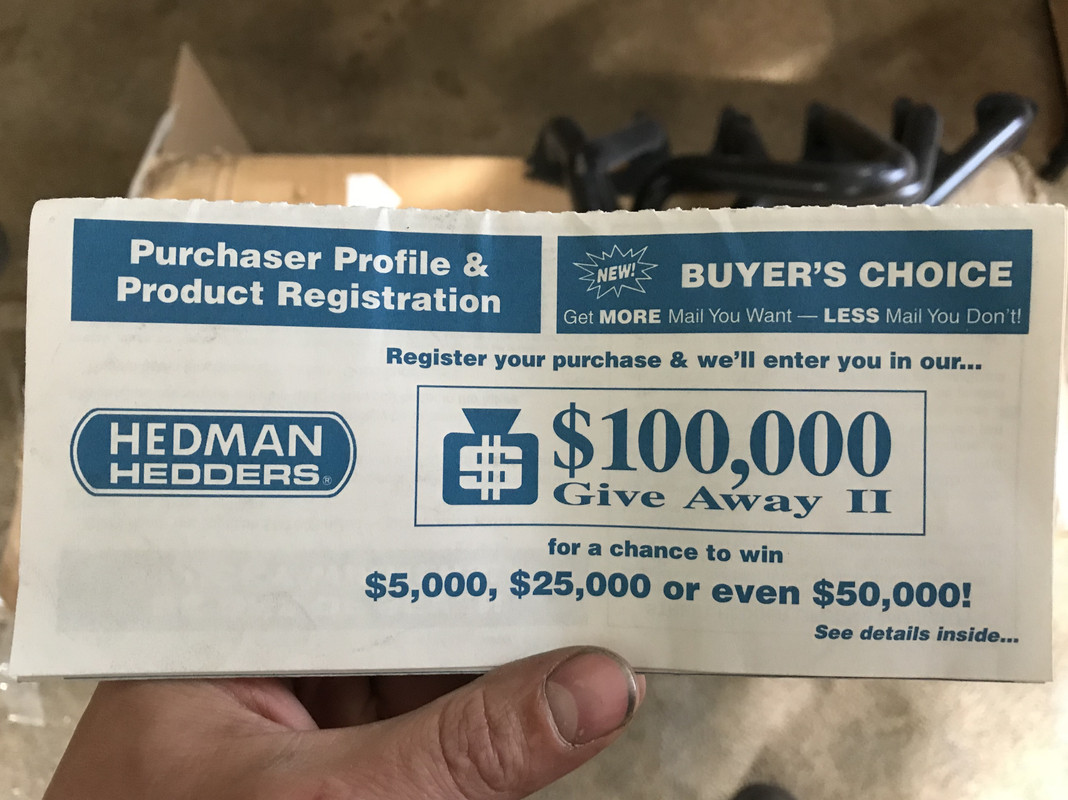 Purchaser Profile &
Product Registration
NEW!
BUYER'S CHOICE
Get MORE Mail You Want — LESS Mail You Don't!
Register your purchase & we'll enter you in our...
HEDMAN
HEDDERS®
$
$100,000
Give Away II
for a chance to win
$5,000, $25,000 or even $50,000!
See details inside...